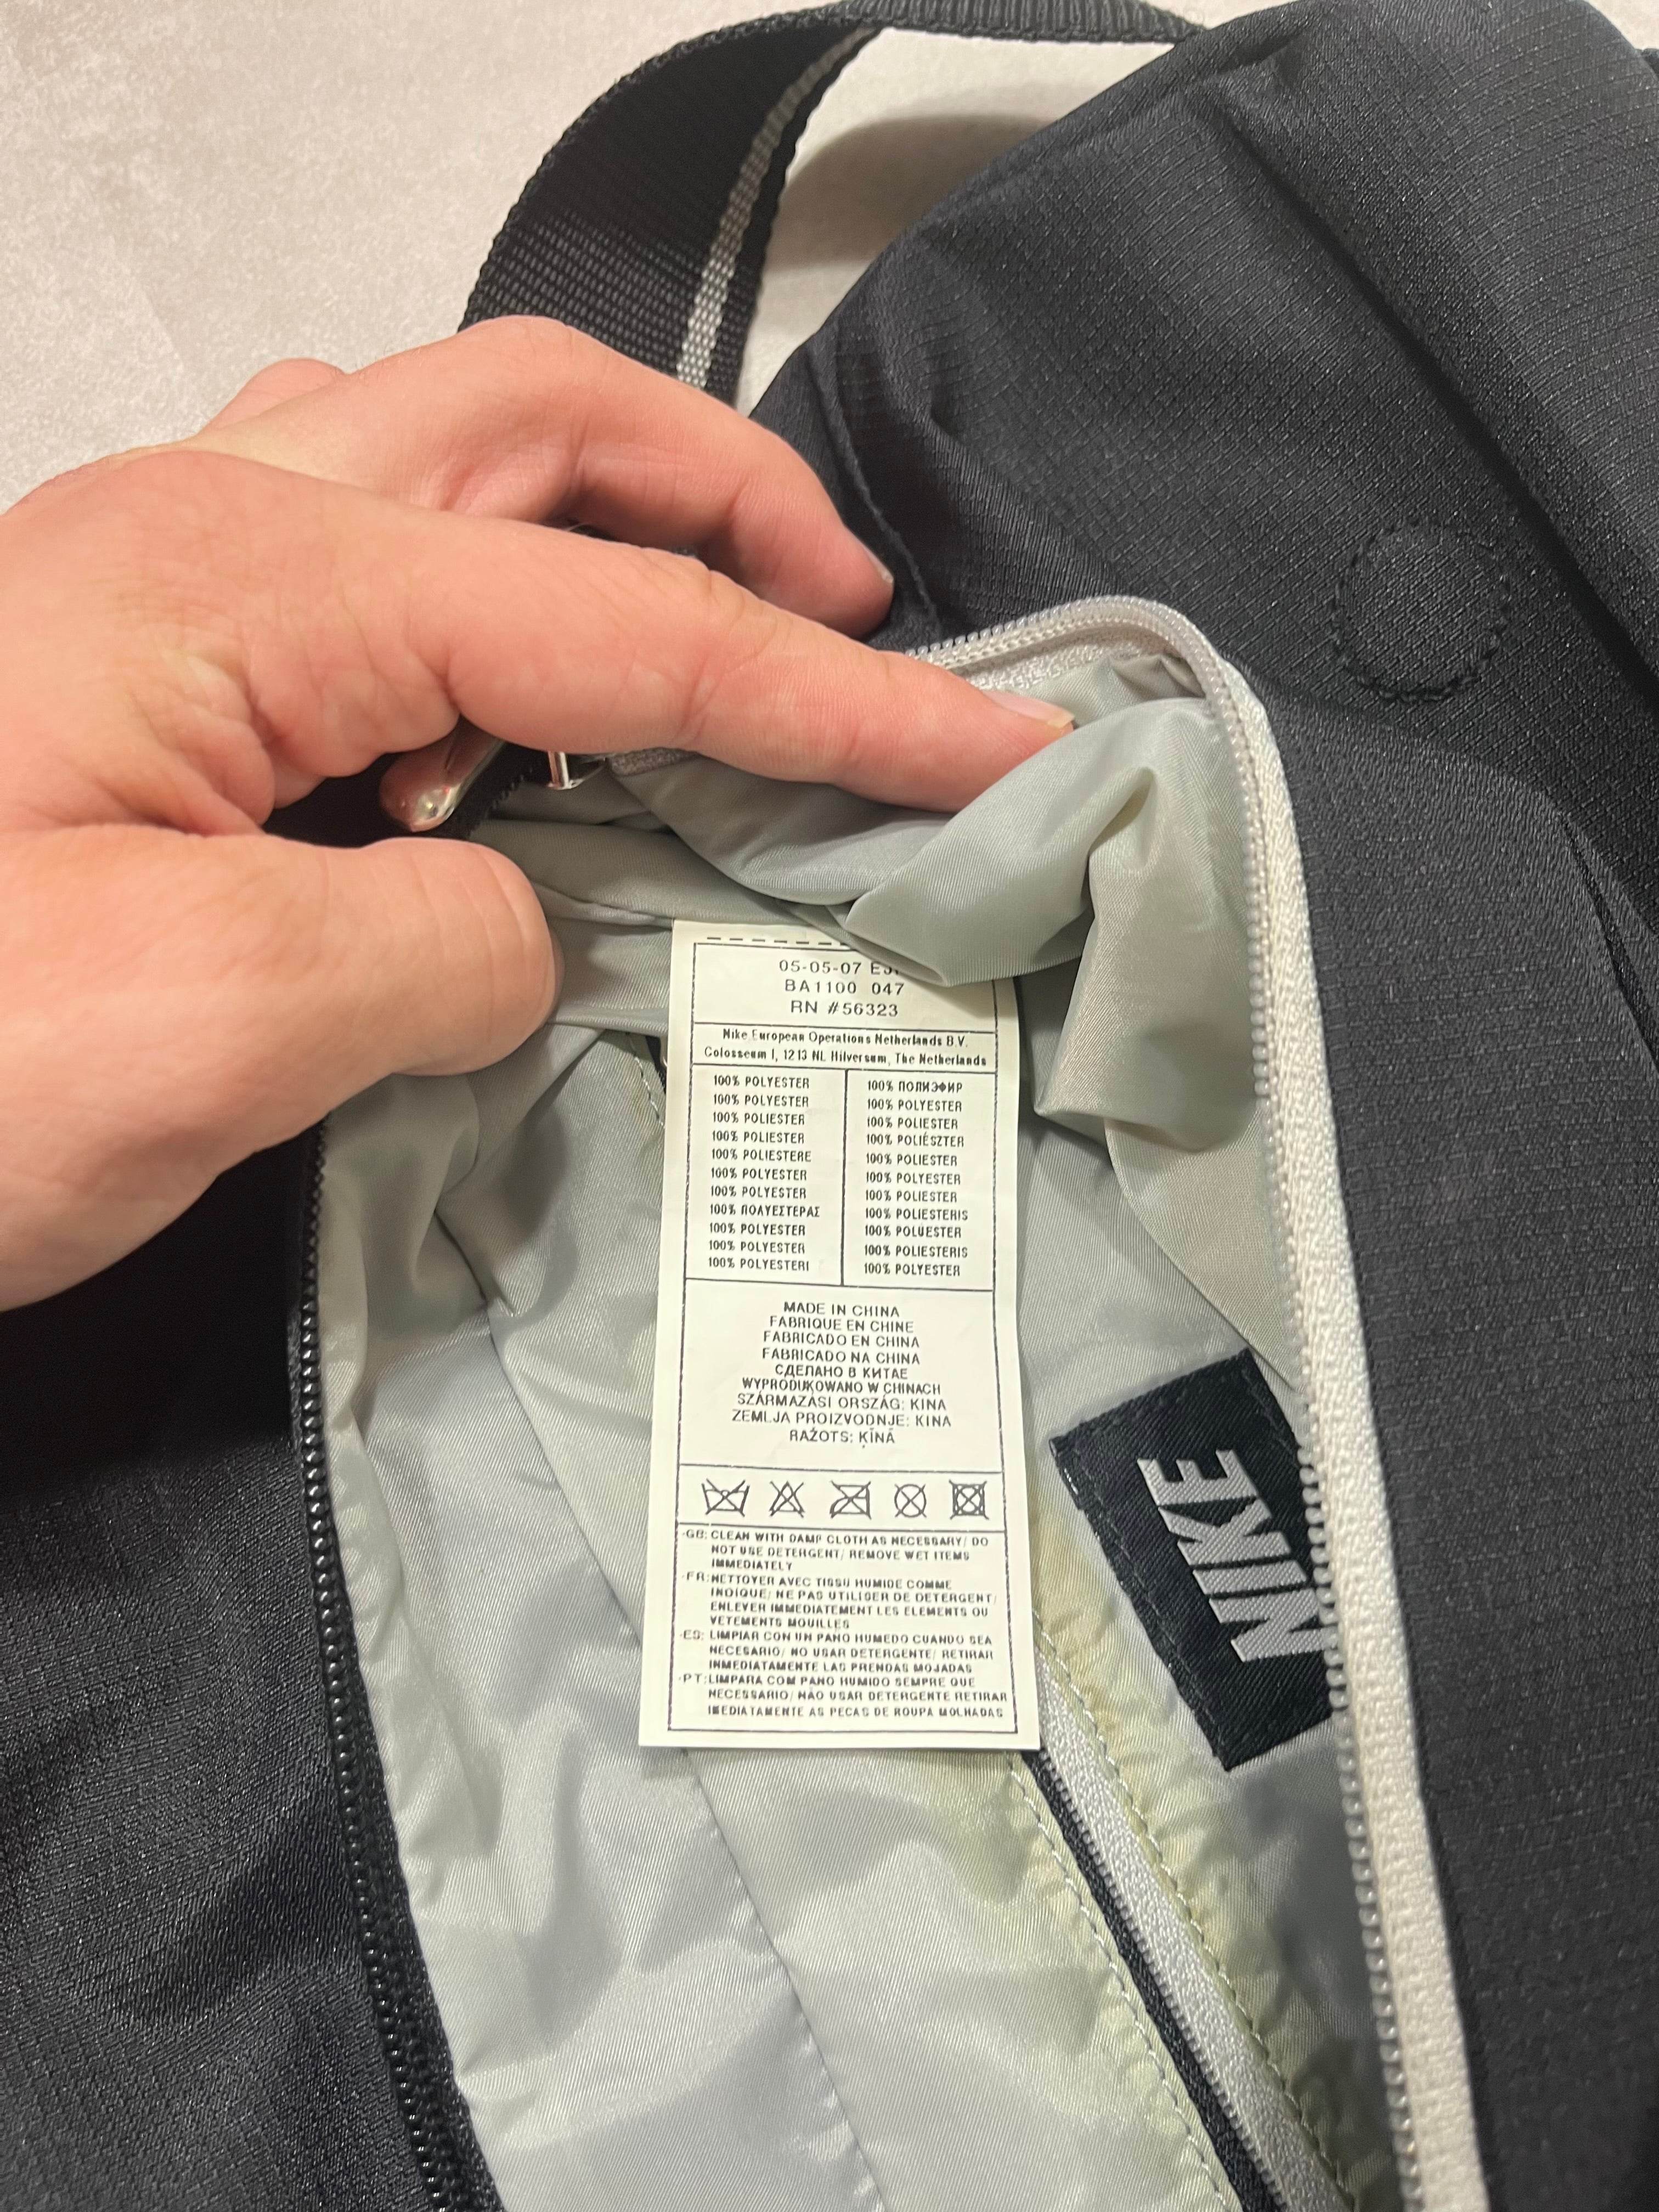 05-05-07
BA1100 047
RN #56323
Nike European Operations Netherlands B.V.
Colosseum 1, 1213 NL Hilversum, The Netherlands
100% POLYESTER
100% POLYESTER
100% POLIESTER
100% POLIESTER
100% POLIESTERE
100% POLYESTER
100% POLYESTER
100% ΠΟΛΥΕΣΤΕΡΑΣ
100% POLYESTER
100% POLYESTER
100% POLYESTERI
100% ПОЛИЭФИР
100% POLYESTER
100% POLIESTER
100% POLIÉSZTER
100% POLIESTER
100% POLYESTER
100% POLIESTER
100% POLIESTERIS
100% POLUESTER
100% POLIESTERIS
100% POLYESTER
MADE IN CHINA
FABRIQUE EN CHINE
FABRICADO EN CHINA
FABRICADO NA CHINA
СДЕЛАНО В КИТАЕ
WYPRODUKOWANO W CHINACH
SZÁRMAZÁSI ORSZÁG: KINA
ZEMLJA PROIZVODNJE: KINA
RAŽOTS: ĶĪNĀ
GB: CLEAN WITH DAMP CLOTH AS NECESSARY/ DO
NOT USE DETERGENT/ REMOVE WET ITEMS
IMMEDIATELY
FR: NETTOYER AVEC TISSU HUMIDE COMME
INDIQUE/ NE PAS UTILISER DE DETERGENT/
ENLEVER IMMEDIATEMENT LES ELEMENTS OU
VETEMENTS MOUILLES
ES: LIMPIAR CON UN PANO HUMEDO CUANDO SEA
NECESARIO/ NO USAR DETERGENTE/ RETIRAR
INMEDIATAMENTE LAS PRENDAS MOJADAS
PT: LIMPARA COM PANO HUMIDO SEMPRE QUE
NECESSARIO/ NÃO USAR DETERGENTE RETIRAR
IMEDIATAMENTE AS PECAS DE ROUPA MOLHADAS
NIKE